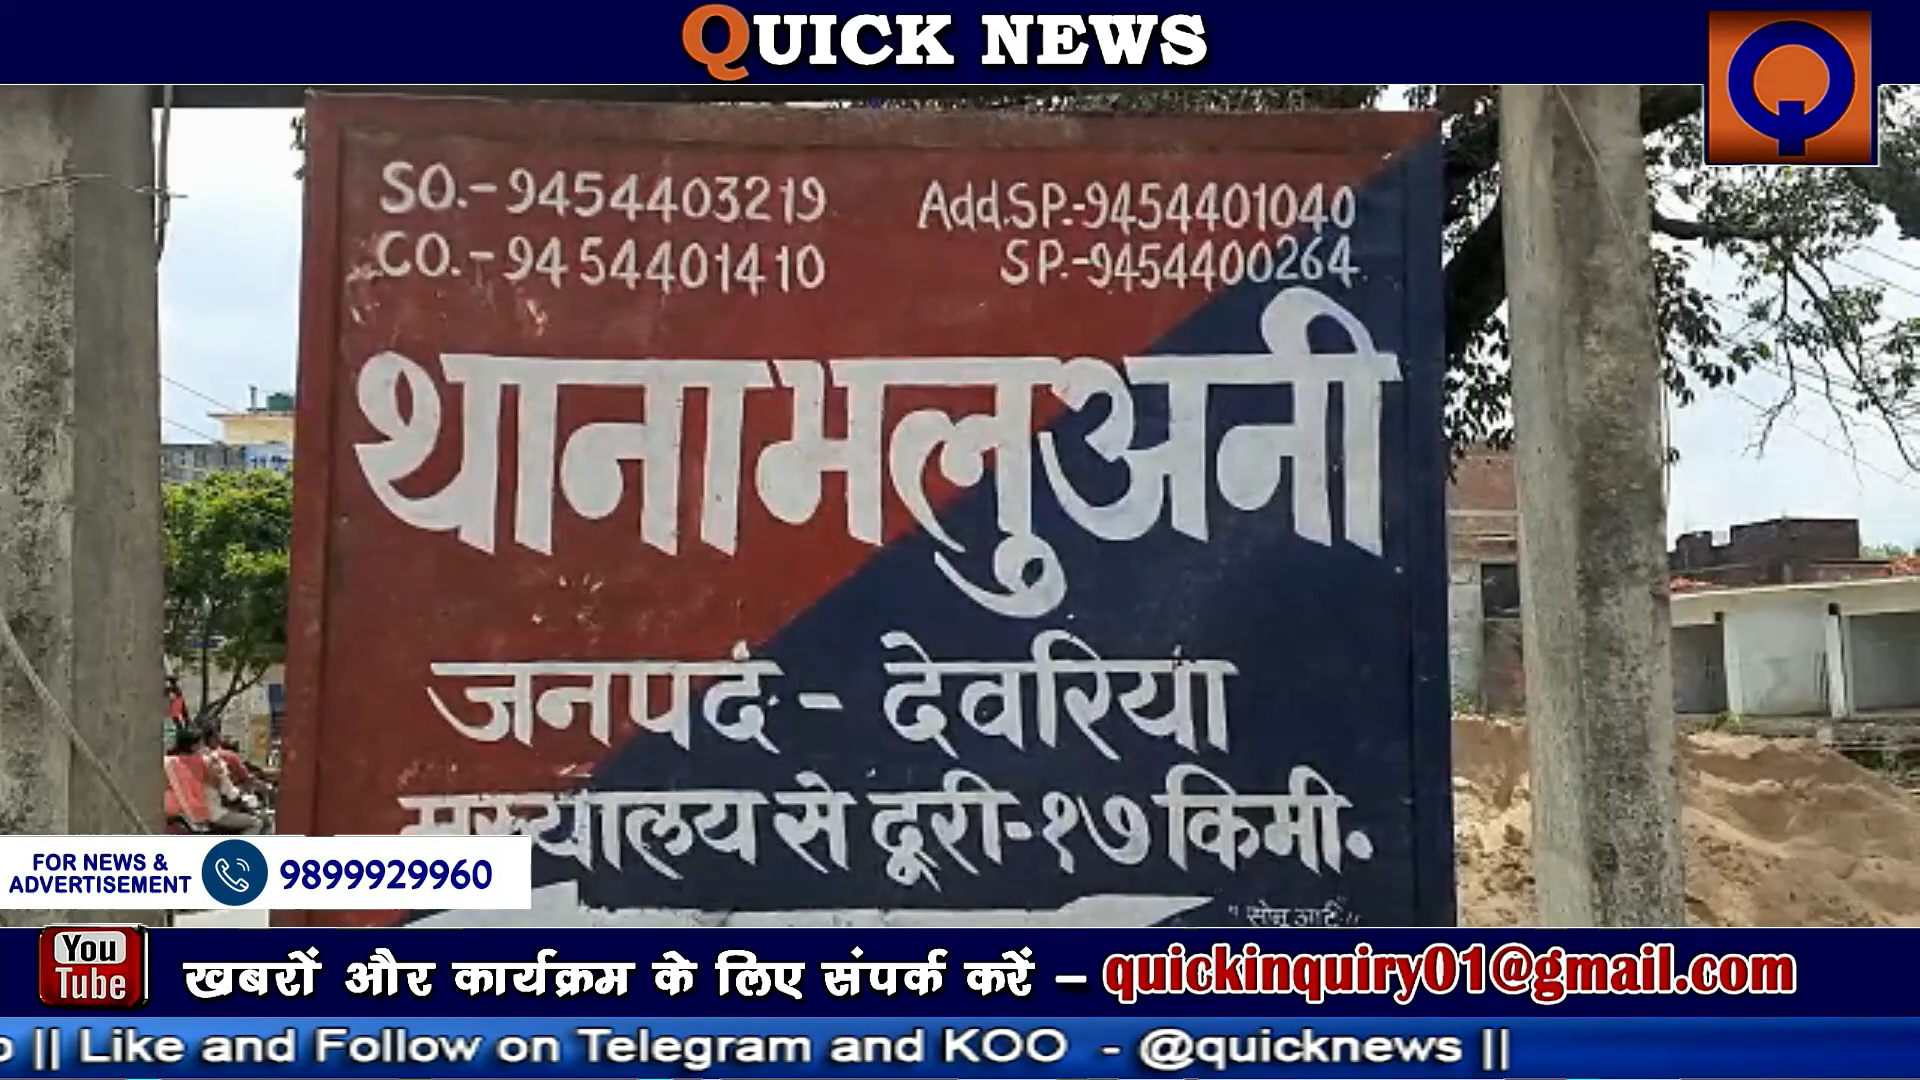 QUICK NEWS
SO.-9454403219 Add.SP.-9454401040
CO.-9454401410 SP.-9454400264
थाना भलुअनी
जनपद - देवरिया
मुख्यालय से दूरी-१७ किमी.
"सोनू आर्ट"
FOR NEWS &
ADVERTISEMENT 9899929960
You
Tube
खबरों और कार्यक्रम के लिए संपर्क करें – quickinquiry01@gmail.com
|| Like and Follow on Telegram and KOO - @quicknews ||